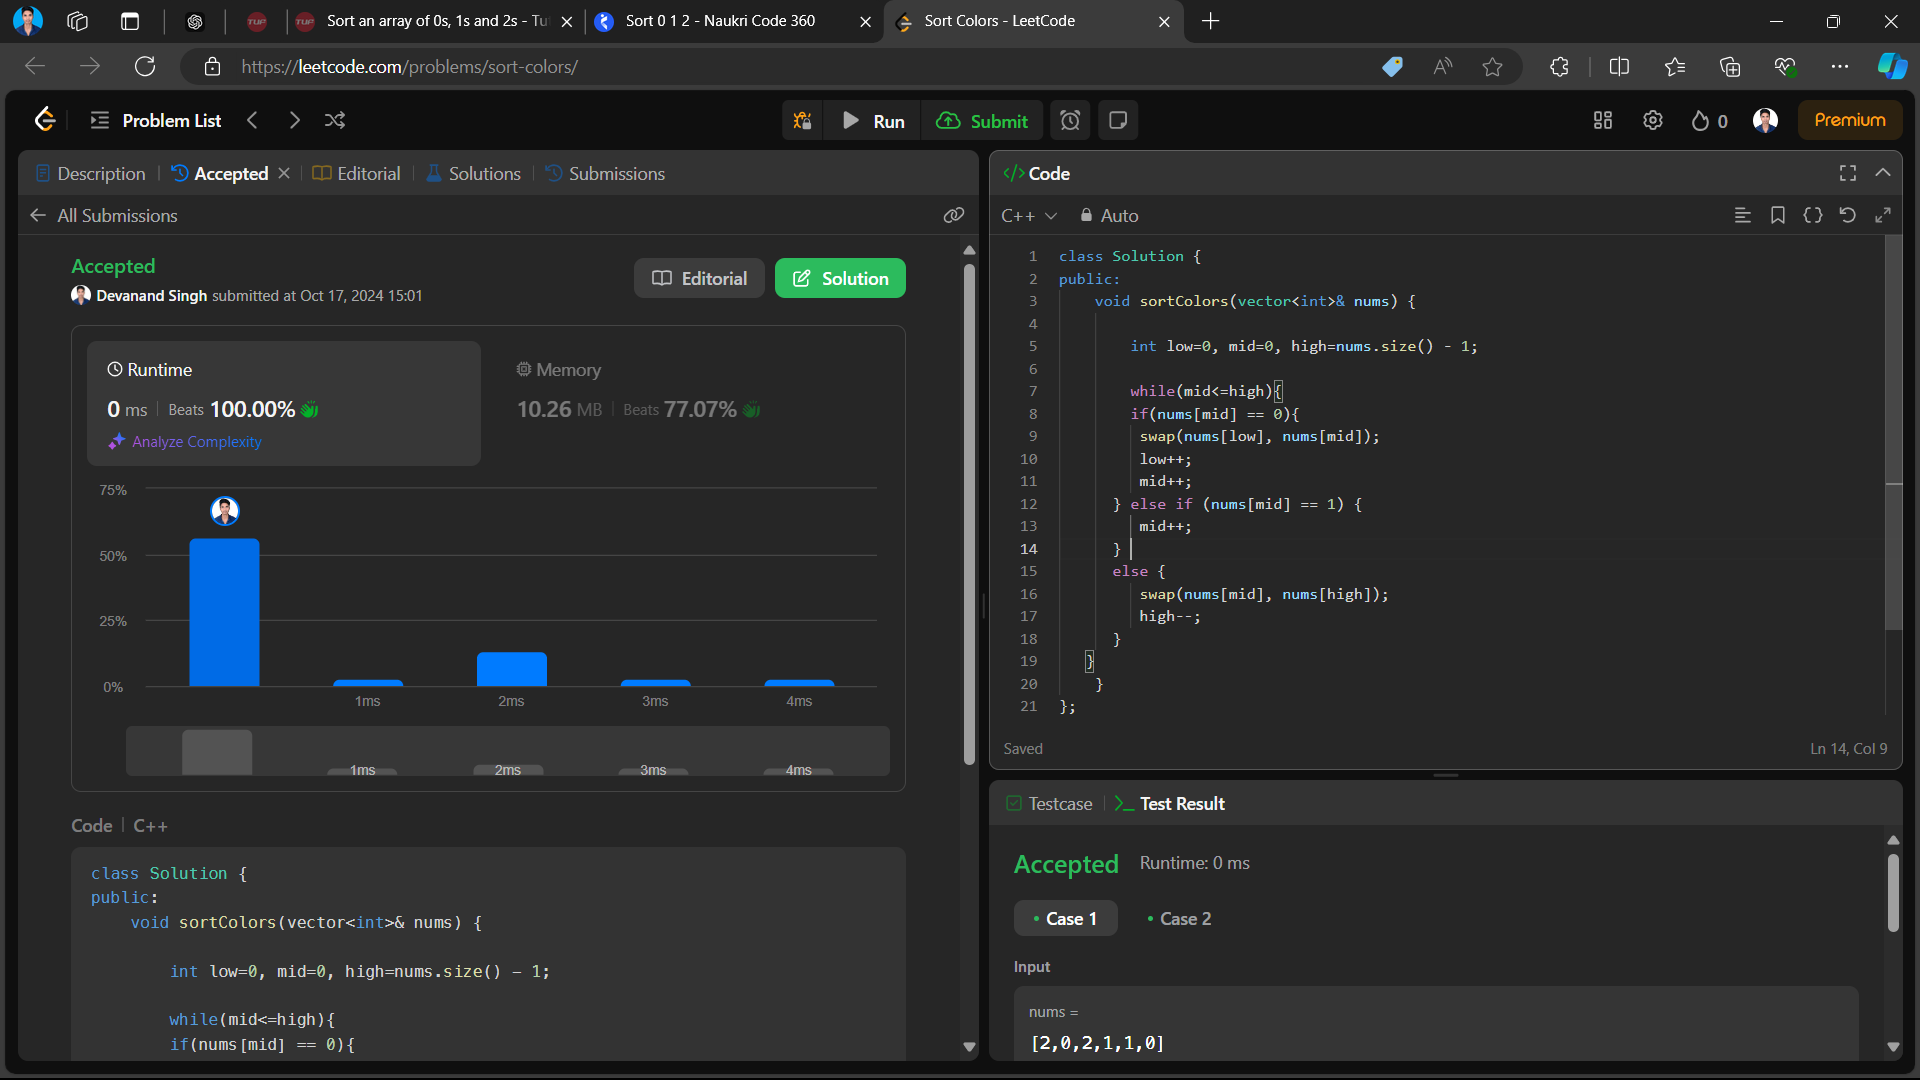 Sort an array of 0s, 1s and 2s - Tu
Sort 0 1 2 - Naukri Code 360
Sort Colors - LeetCode
https://leetcode.com/problems/sort-colors/
Problem List
Run
Submit
0
Premium
Description
Accepted
Editorial
Solutions
Submissions
All Submissions
Accepted
Devanand Singh submitted at Oct 17, 2024 15:01
Editorial
Solution
Runtime
0 ms
Beats 100.00%
Analyze Complexity
Memory
10.26 MB
Beats 77.07%
75%
50%
25%
0%
1ms
2ms
3ms
4ms
1ms
2ms
3ms
4ms
Code
C++
class Solution {
public:
void sortColors(vector<int>& nums) {
int low=0, mid=0, high=nums.size() - 1;
while(mid<=high){
if(nums[mid] == 0){
</> Code
C++
Auto
1 class Solution {
2 public:
3 void sortColors(vector<int>& nums) {
4
5 int low=0, mid=0, high=nums.size() - 1;
6
7 while(mid<=high){
8 if(nums[mid] == 0){
9 swap(nums[low], nums[mid]);
10 low++;
11 mid++;
12 } else if (nums[mid] == 1) {
13 mid++;
14 }
15 else {
16 swap(nums[mid], nums[high]);
17 high--;
18 }
19 }
20 }
21 };
Saved
Ln 14, Col 9
Testcase
Test Result
Accepted
Runtime: 0 ms
Case 1
Case 2
Input
nums =
[2,0,2,1,1,0]